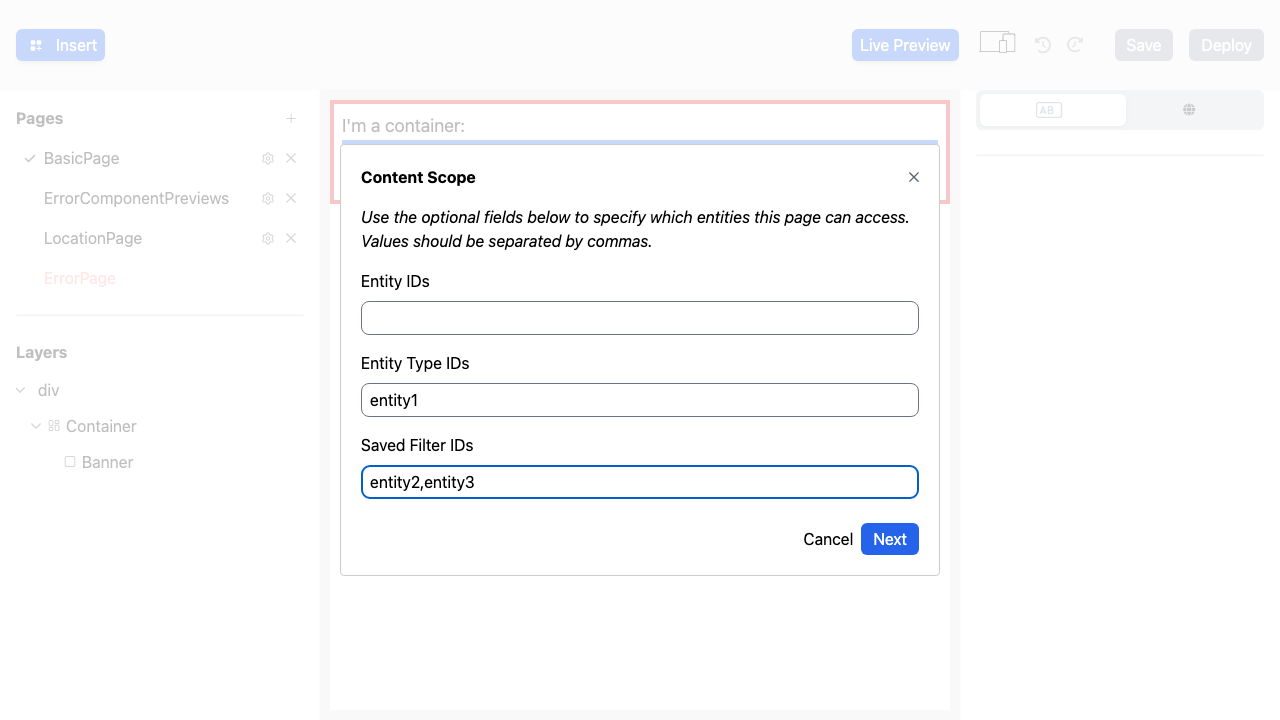 Insert
Live Preview
Save
Deploy
Pages
BasicPage
ErrorComponentPreviews
LocationPage
ErrorPage
Layers
div
Container
Banner
I'm a container:
Content Scope
Use the optional fields below to specify which entities this page can access.
Values should be separated by commas.
Entity IDs
Entity Type IDs
entity1
Saved Filter IDs
entity2,entity3
Cancel
Next
AB